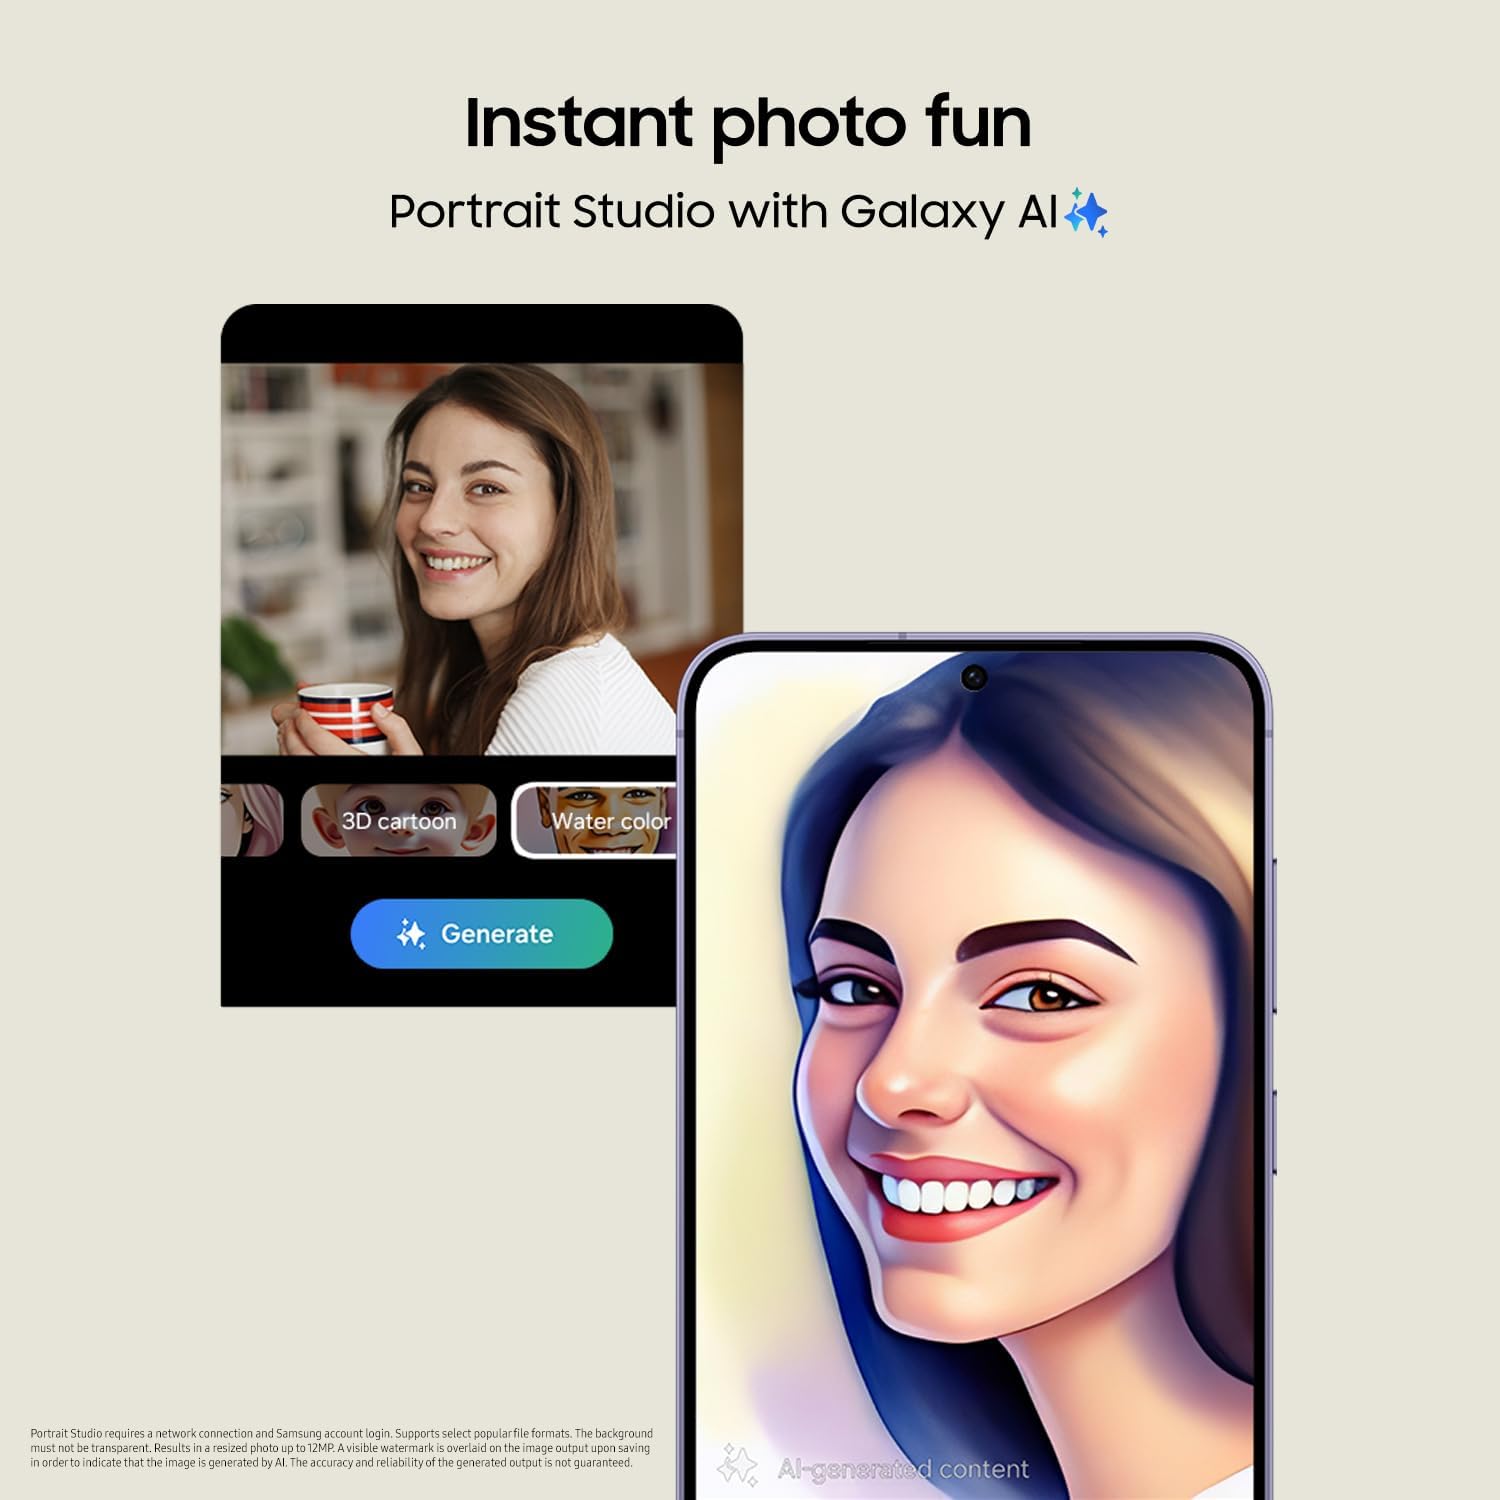 Instant photo fun
Portrait Studio with Galaxy AI
3D cartoon
Water color
Generate
AI-generated content
Portrait Studio requires a network connection and Samsung account login. Supports select popular file formats. The background
must not be transparent. Results in a resized photo up to 12MP. A visible watermark is overlaid on the image output upon saving
in order to indicate that the image is generated by AI. The accuracy and reliability of the generated output is not guaranteed.